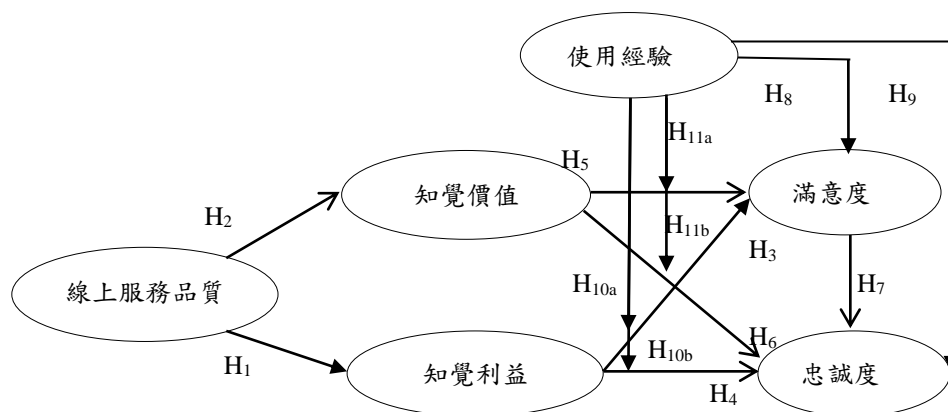 使用經驗
H8
H9
H11a
H5
知覺價值
滿意度
H2
H11b
H3
線上服務品質
H10a
H7
H1
H10b
H6
知覺利益
忠誠度
H4